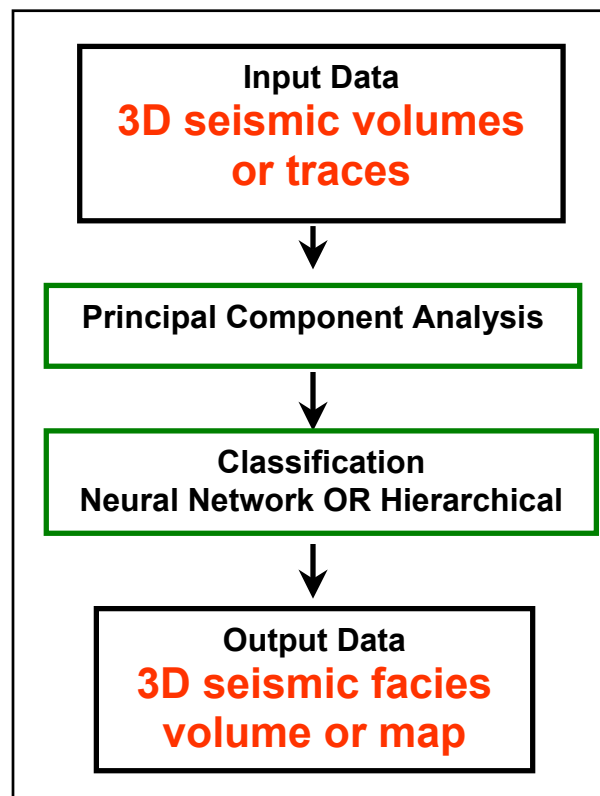 Input Data
3D seismic volumes
or traces
Principal Component Analysis
Classification
Neural Network OR Hierarchical
Output Data
3D seismic facies
volume or map